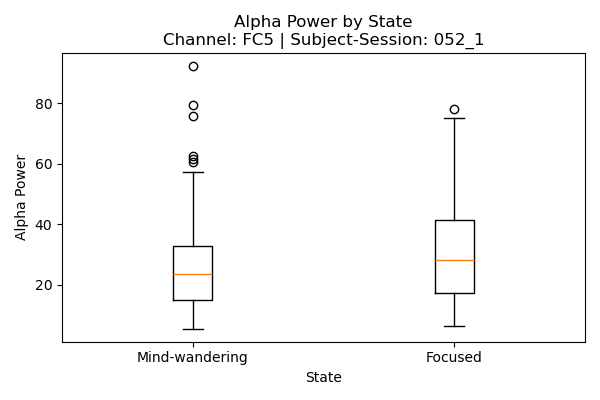 Alpha Power by State
Channel: FC5 | Subject-Session: 052_1
80
60
40
20
Alpha Power
Mind-wandering
Focused
State